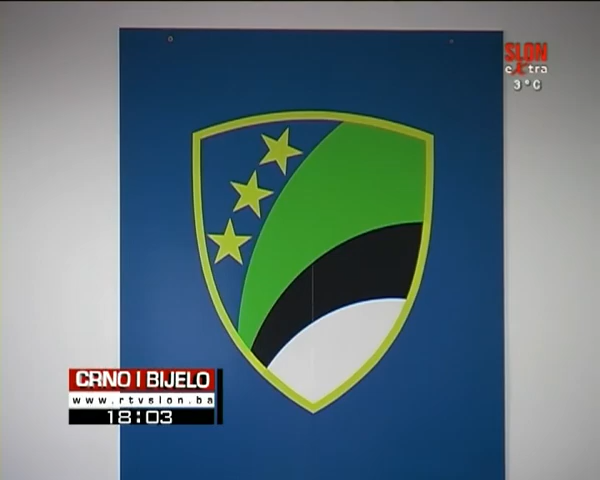 SLON
extra
3°C
CRNO I BIJELO
www.rtvslon.ba
18:03